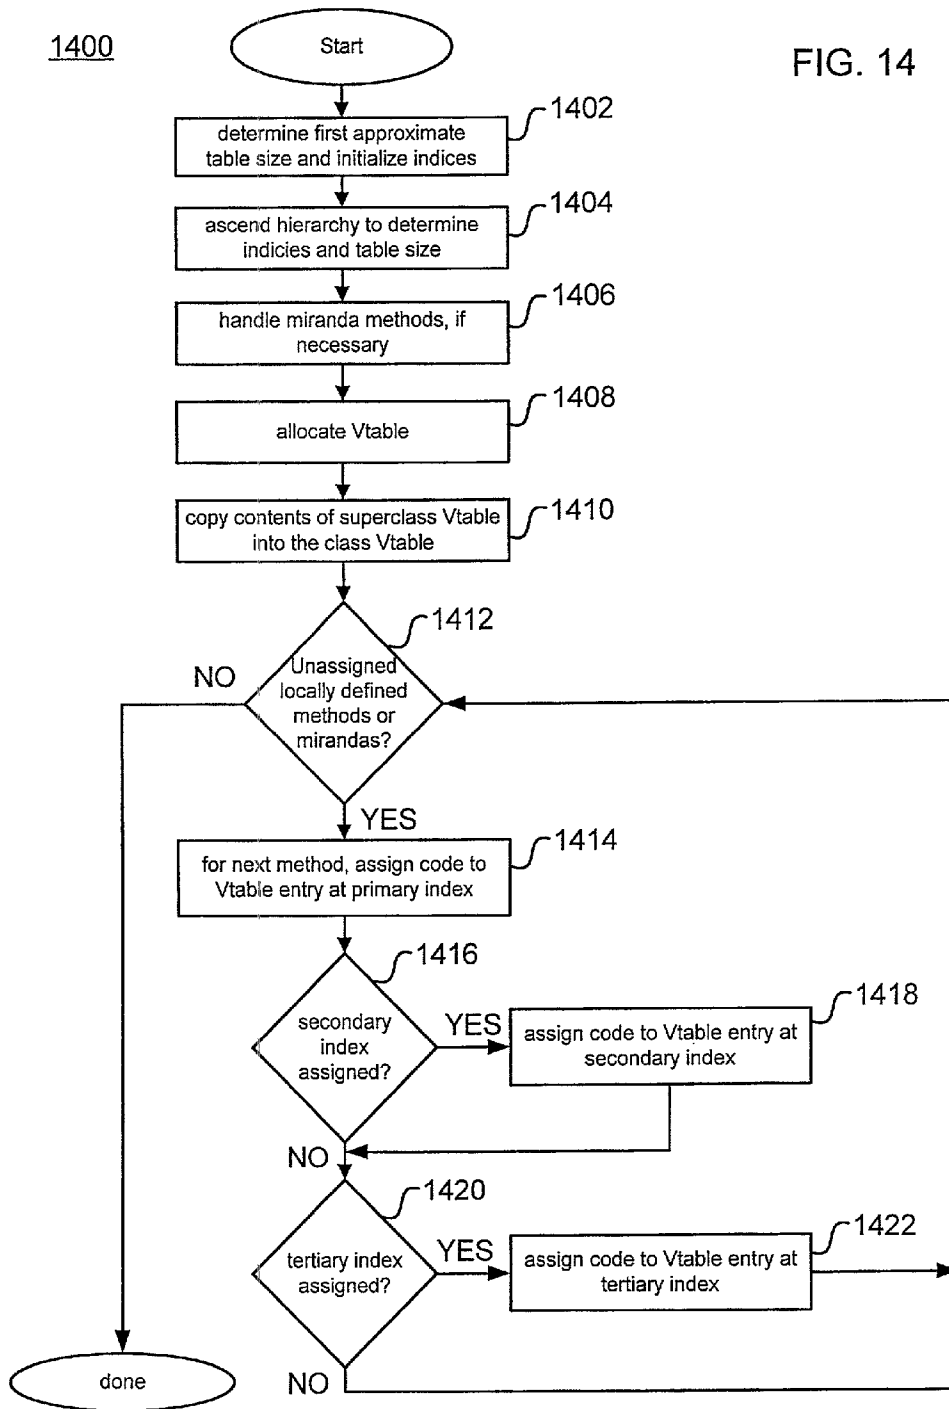 1400
Start
FIG. 14
1402
determine first approximate
table size and initialize indices
1404
ascend hierarchy to determine
indicies and table size
1406
handle miranda methods, if
necessary
1408
allocate Vtable
1410
copy contents of superclass Vtable
into the class Vtable
1412
Unassigned
locally defined
methods or
mirandas?
NO
YES
1414
for next method, assign code to
Vtable entry at primary index
1416
secondary
index
assigned?
YES
1418
assign code to Vtable entry at
secondary index
NO
1420
tertiary index
assigned?
YES
1422
assign code to Vtable entry at
tertiary index
NO
done